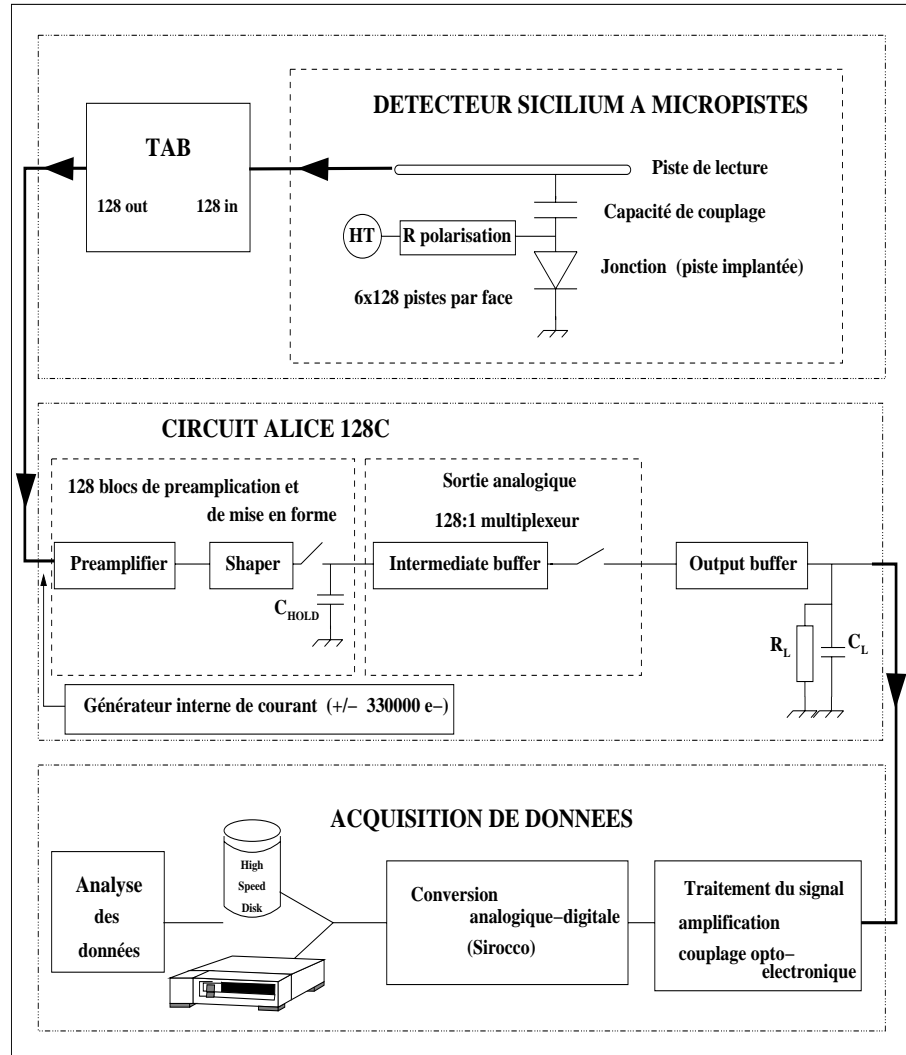 DETECTEUR SICILIUM A MICROPISTES
TAB
128 out
128 in
Piste de lecture
Capacité de couplage
HT
R polarisation
Jonction (piste implantée)
6x128 pistes par face
CIRCUIT ALICE 128C
128 blocs de preamplication et
de mise en forme
Sortie analogique
128:1 multiplexeur
Preamplifier
Shaper
Intermediate buffer
Output buffer
C HOLD
R L
C L
Générateur interne de courant (+/− 330000 e−)
ACQUISITION DE DONNEES
Analyse
des
données
High
Speed
Disk
Conversion
analogique−digitale
(Sirocco)
Traitement du signal
amplification
couplage opto−
electronique